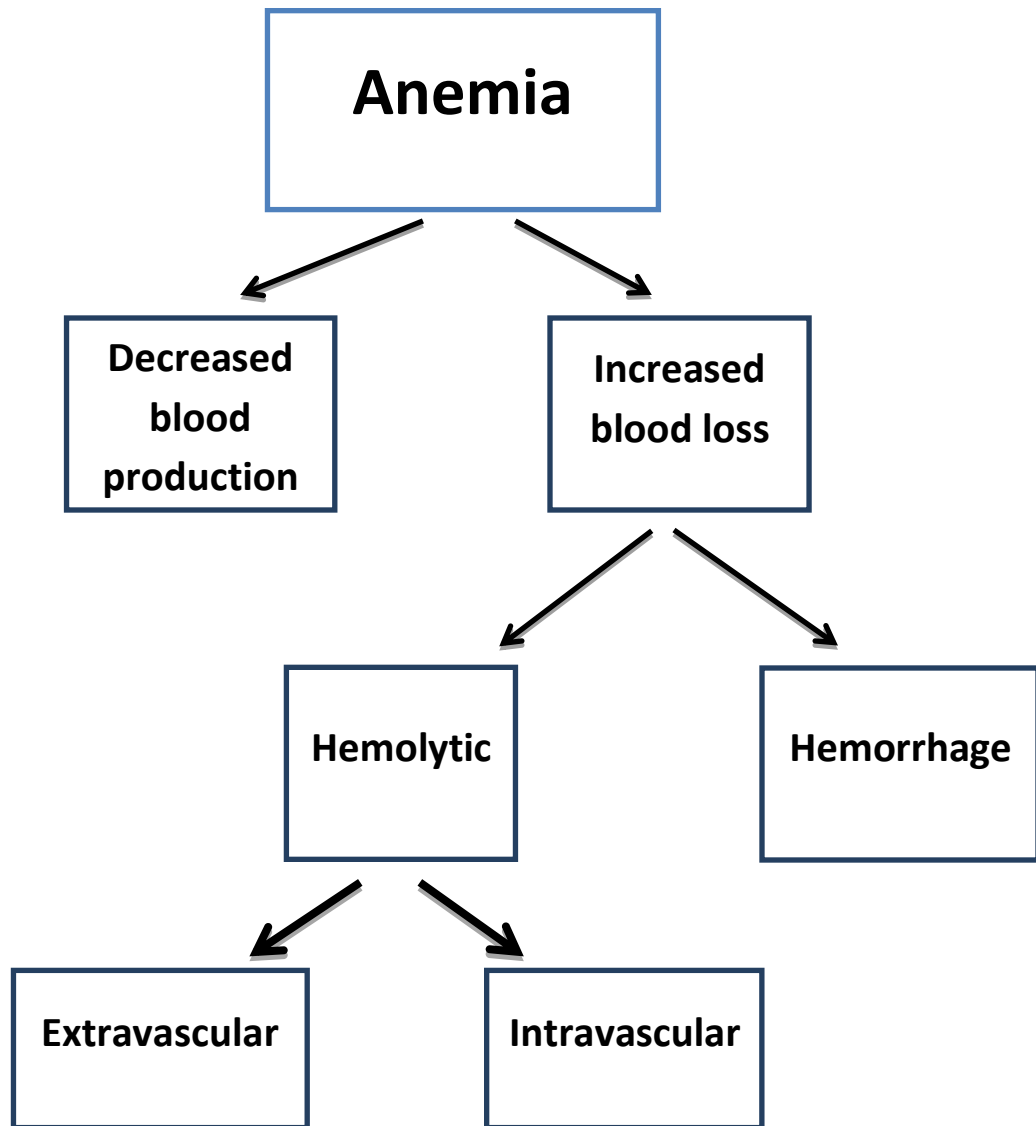 Anemia
Decreased
blood
production
Increased
blood loss
Hemolytic
Hemorrhage
Extravascular
Intravascular